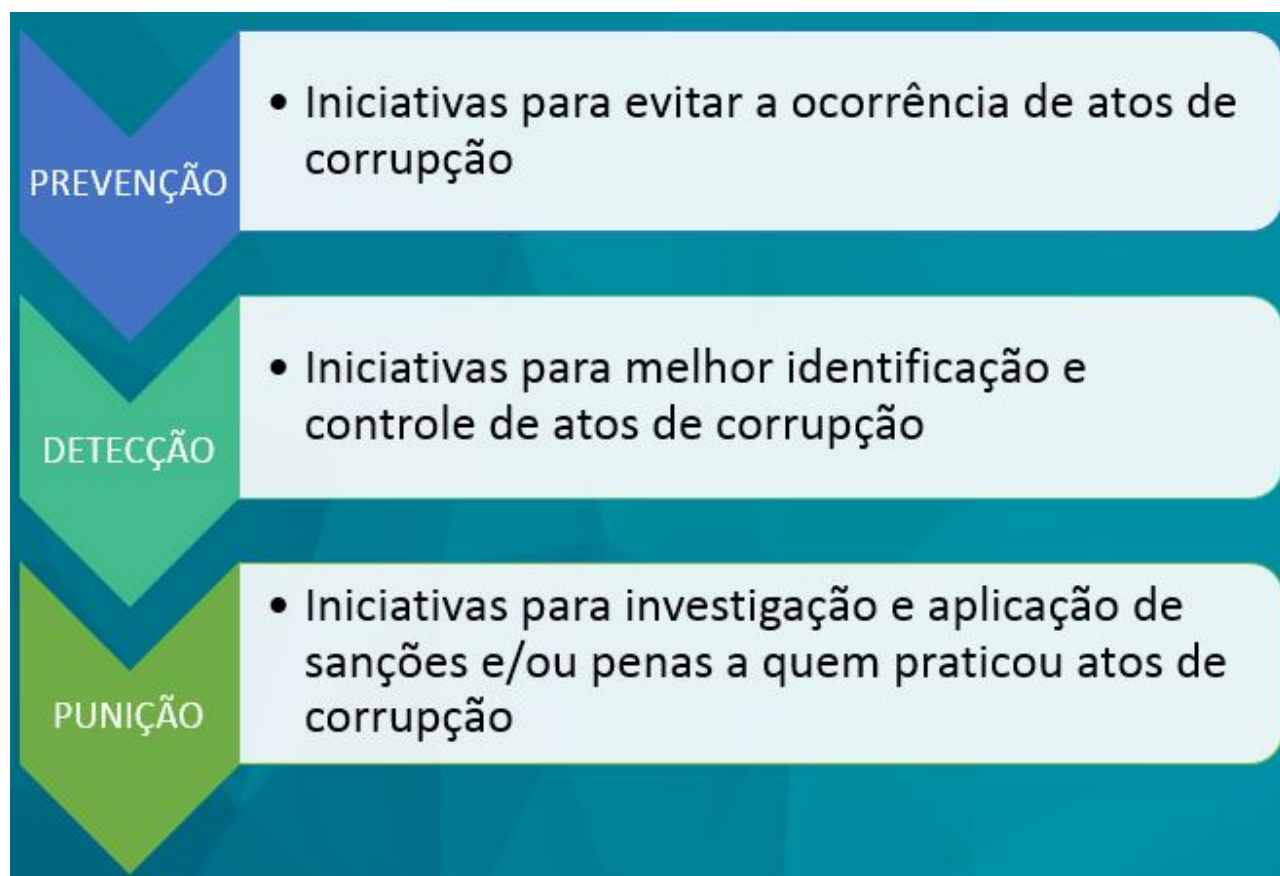 PREVENÇÃO
• Iniciativas para evitar a ocorrência de atos de
corrupção
DETECÇÃO
• Iniciativas para melhor identificação e
controle de atos de corrupção
PUNIÇÃO
• Iniciativas para investigação e aplicação de
sanções e/ou penas a quem praticou atos de
corrupção